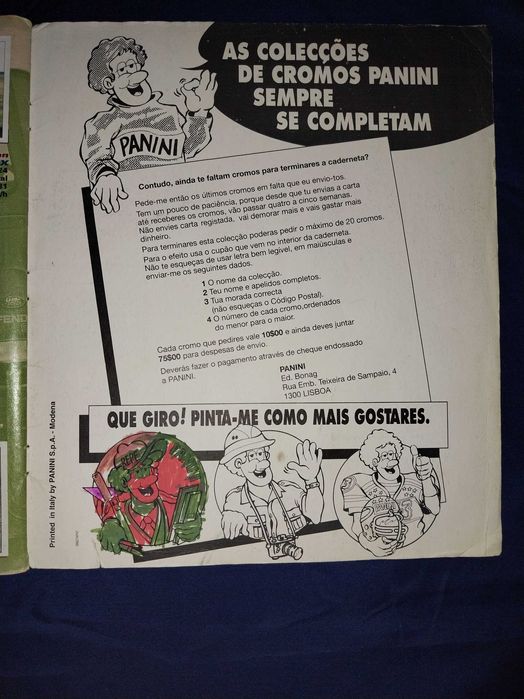 AS COLECÇÕES
DE CROMOS PANINI
SEMPRE
SE COMPLETAM
PANINI
Contudo, ainda te faltam cromos para terminares a caderneta?
Pede-me então os últimos cromos em falta que eu envio-tos.
Tem um pouco de paciência, porque desde que tu envias a carta
até receberes os cromos, vão passar quatro a cinco semanas.
Não envies carta registada, vai demorar mais e vais gastar mais
dinheiro.
Para terminares esta colecção poderas pedir o máximo de 20 cromos.
Para o efeito usa o cupão que vem no interior da caderneta.
Não te esqueças de usar letra bem legivel, em maiúsculas e
enviar-me os seguintes dados.
1 O nome da colecção.
2 Teu nome e apelidos completos.
3 Tua morada correcta
(não esqueças o Código Postal).
4 O número de cada cromo,ordenados
do menor para o maior.
Cada cromo que pedires vale 10$00 e ainda deves juntar
75$00 para despesas de envio.
Deverás fazer o pagamento através de cheque endossado
a PANINI.
PANINI
Ed. Bonag
Rua Emb. Teixeira de Sampaio, 4
1300 LISBOA
QUE GIRO! PINTA-ME COMO MAIS GOSTARES.
Printed in Italy by PANINI S.p.A. - Modena